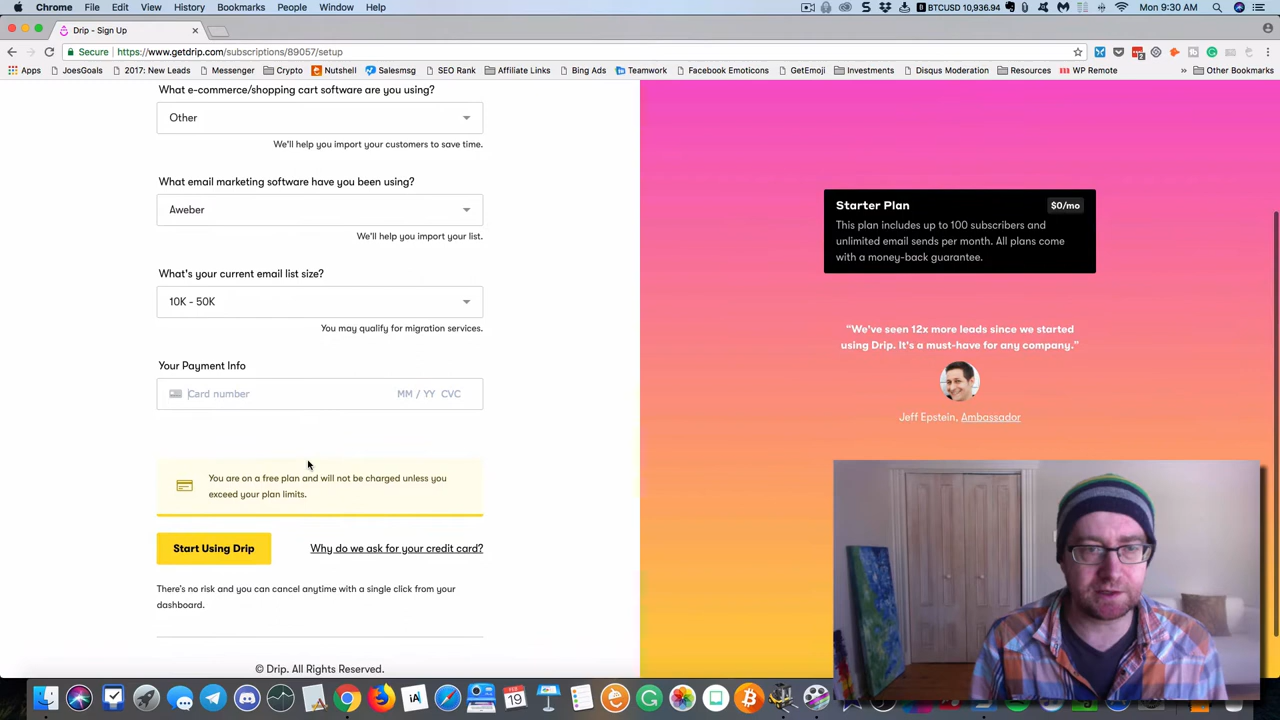 Chrome File Edit View History Bookmarks People Window Help
BTCUSD 10,936.94
Mon 9:30 AM
Drip - Sign Up
Secure https://www.getdrip.com/subscriptions/89057/setup
Apps JoesGoals 2017: New Leads Messenger Crypto Nutshell Salesmsg SEO Rank Affiliate Links Bing Ads Teamwork Facebook Emoticons GetEmoji Investments Disqus Moderation Resources WP Remote » Other Bookmarks
What e-commerce/shopping cart software are you using?
Other
We'll help you import your customers to save time.
What email marketing software have you been using?
Aweber
We'll help you import your list.
What's your current email list size?
10K - 50K
You may qualify for migration services.
Your Payment Info
Card number MM / YY CVC
You are on a free plan and will not be charged unless you
exceed your plan limits.
Start Using Drip
Why do we ask for your credit card?
There's no risk and you can cancel anytime with a single click from your
dashboard.
© Drip. All Rights Reserved.
Starter Plan $0/mo
This plan includes up to 100 subscribers and
unlimited email sends per month. All plans come
with a money-back guarantee.
“We've seen 12x more leads since we started
using Drip. It's a must-have for any company.”
Jeff Epstein, Ambassador
FEB
19
iA